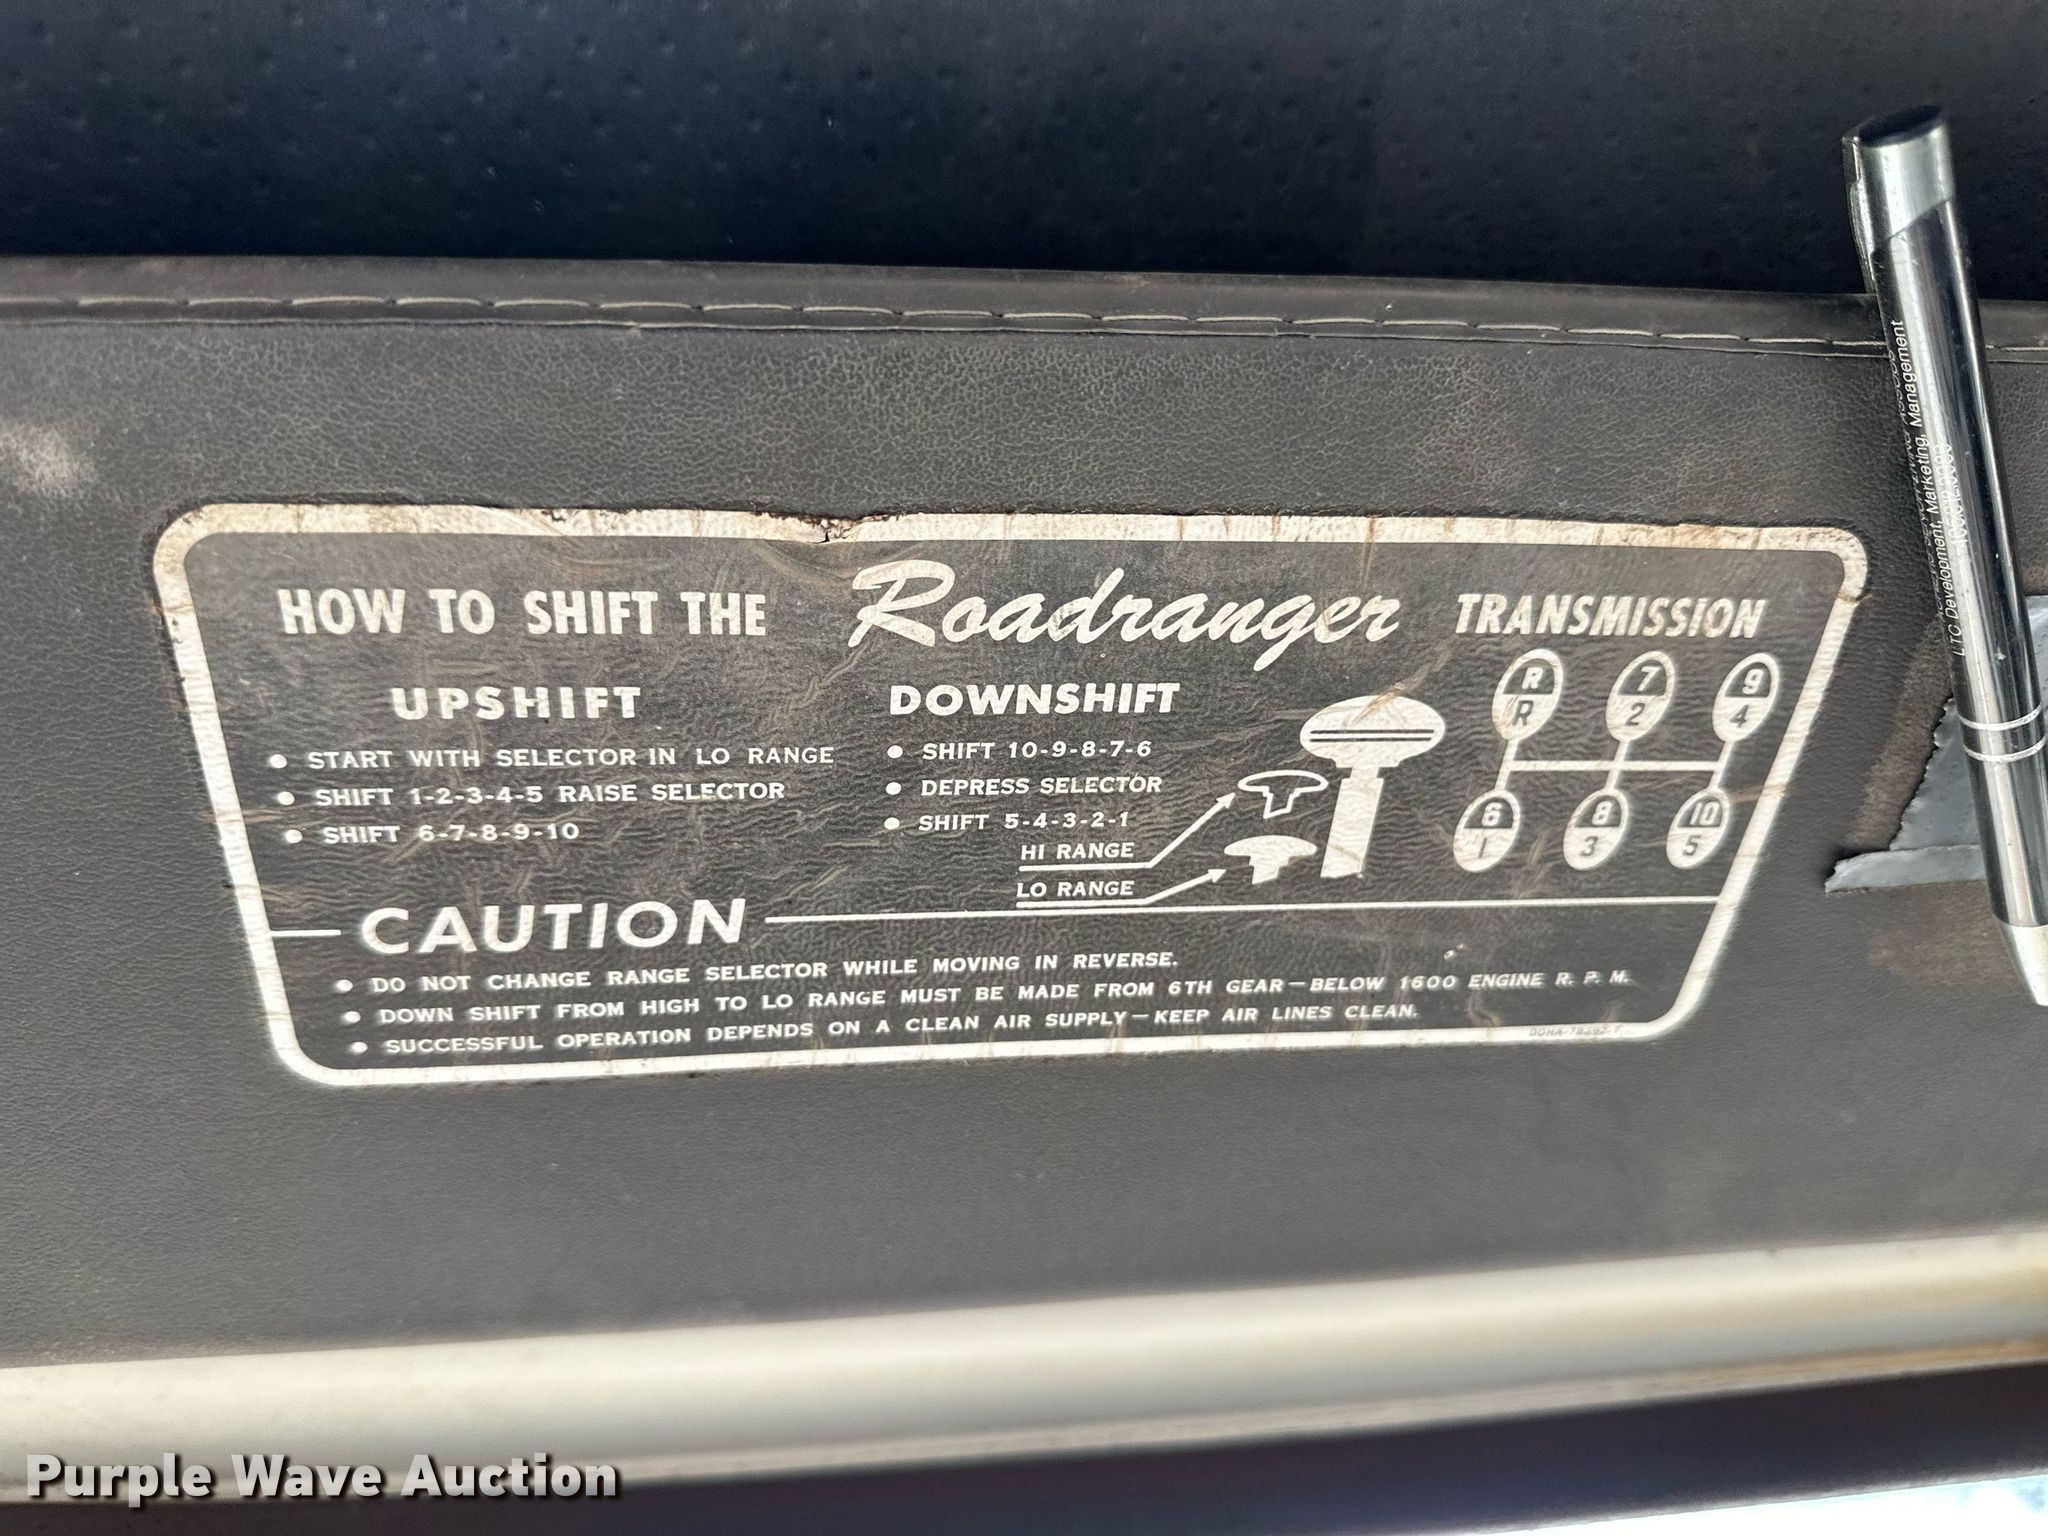 HOW TO SHIFT THE Roadranger TRANSMISSION
UPSHIFT
• START WITH SELECTOR IN LO RANGE
• SHIFT 1-2-3-4-5 RAISE SELECTOR
• SHIFT 6-7-8-9-10
DOWNSHIFT
• SHIFT 10-9-8-7-6
• DEPRESS SELECTOR
• SHIFT 5-4-3-2-1
HI RANGE
LO RANGE
R 7 9
R 2 4
6 8 10
1 3 5
CAUTION
• DO NOT CHANGE RANGE SELECTOR WHILE MOVING IN REVERSE.
• DOWN SHIFT FROM HIGH TO LO RANGE MUST BE MADE FROM 6TH GEAR—BELOW 1600 ENGINE R. P. M.
• SUCCESSFUL OPERATION DEPENDS ON A CLEAN AIR SUPPLY—KEEP AIR LINES CLEAN.
LTC Development, Marketing, Management
Purple Wave Auction